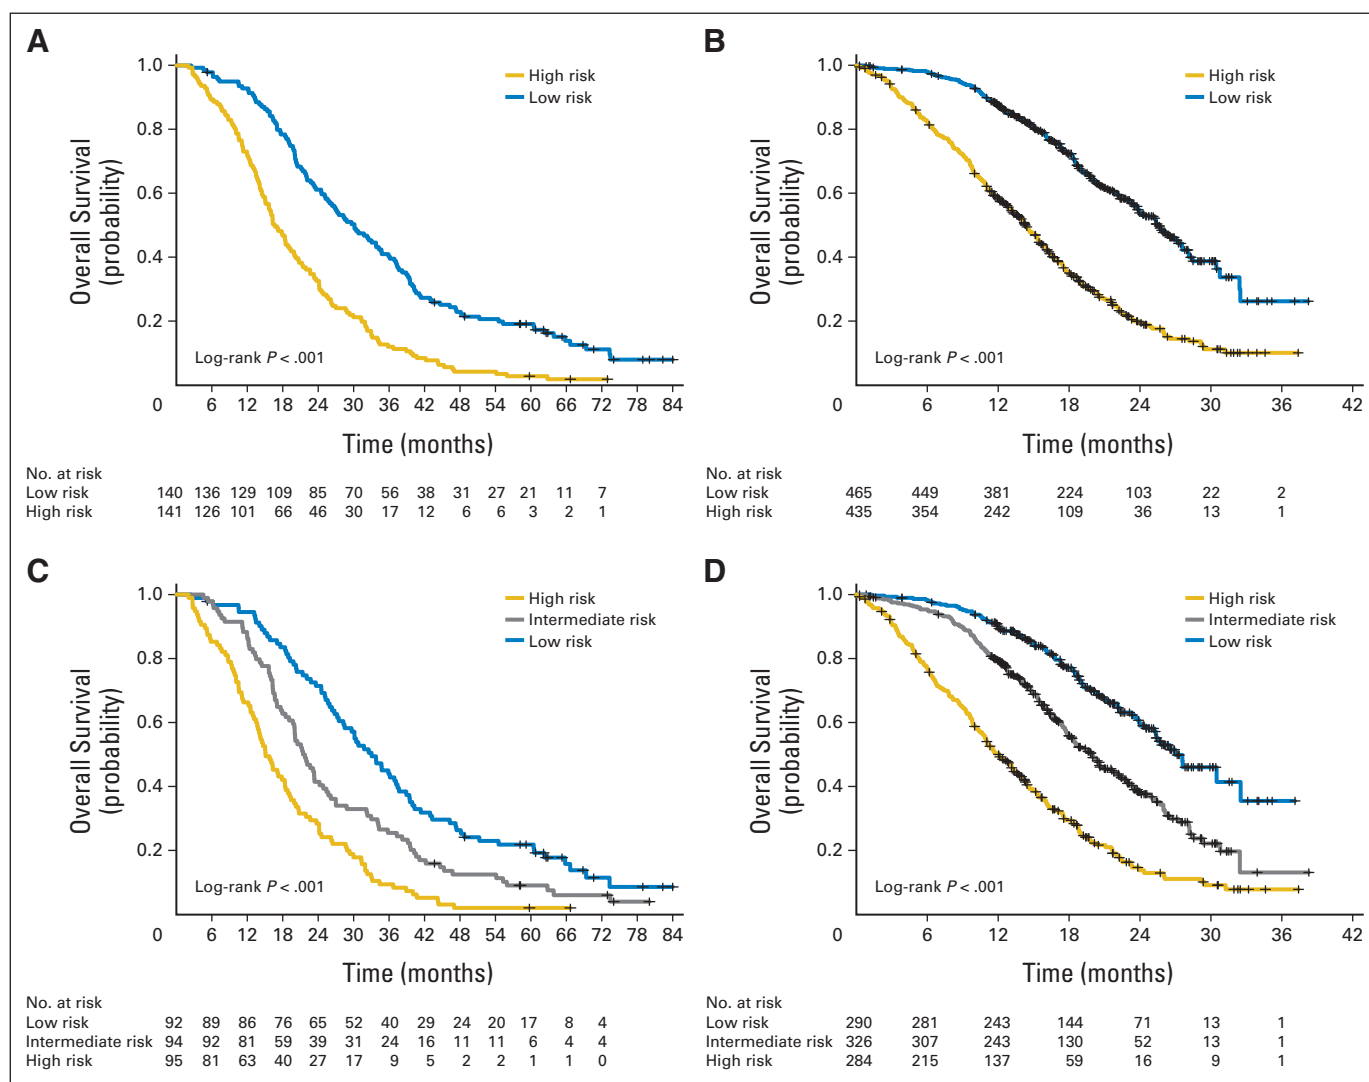 A
1.0
0.8
0.6
0.4
0.2
Overall Survival
(probability)
High risk
Low risk
Log-rank P < .001
0 6 12 18 24 30 36 42 48 54 60 66 72 78 84
Time (months)
No. at risk
Low risk 140 136 129 109 85 70 56 38 31 27 21 11 7
High risk 141 126 101 66 46 30 17 12 6 6 3 2 1
B
1.0
0.8
0.6
0.4
0.2
Overall Survival
(probability)
High risk
Low risk
Log-rank P < .001
0 6 12 18 24 30 36 42
Time (months)
No. at risk
Low risk 465 449 381 224 103 22 2
High risk 435 354 242 109 36 13 1
C
1.0
0.8
0.6
0.4
0.2
Overall Survival
(probability)
High risk
Intermediate risk
Low risk
Log-rank P < .001
0 6 12 18 24 30 36 42 48 54 60 66 72 78 84
Time (months)
No. at risk
Low risk 92 89 86 76 65 52 40 29 24 20 17 8 4
Intermediate risk 94 92 81 59 39 31 24 16 11 11 6 4 4
High risk 95 81 63 40 27 17 9 5 2 2 1 1 0
D
1.0
0.8
0.6
0.4
0.2
Overall Survival
(probability)
High risk
Intermediate risk
Low risk
Log-rank P < .001
0 6 12 18 24 30 36 42
Time (months)
No. at risk
Low risk 290 281 243 144 71 13 1
Intermediate risk 326 307 243 130 52 13 1
High risk 284 215 137 59 16 9 1